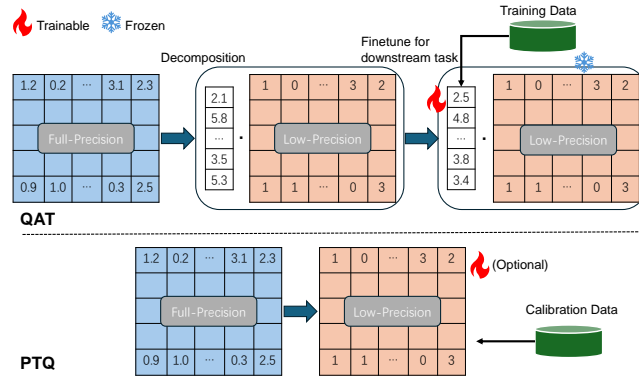 Trainable Frozen
Training Data
Decomposition
Finetune for
downstream task
1.2 0.2 ... 3.1 2.3
Full-Precision
0.9 1.0 ... 0.3 2.5
2.1
5.8
...
3.5
5.3
.
1 0 ... 3 2
Low-Precision
1 1 ... 0 3
2.5
4.8
...
3.8
3.4
.
1 0 ... 3 2
Low-Precision
1 1 ... 0 3
QAT
1.2 0.2 ... 3.1 2.3
Full-Precision
0.9 1.0 ... 0.3 2.5
1 0 ... 3 2
Low-Precision
1 1 ... 0 3
(Optional)
Calibration Data
PTQ